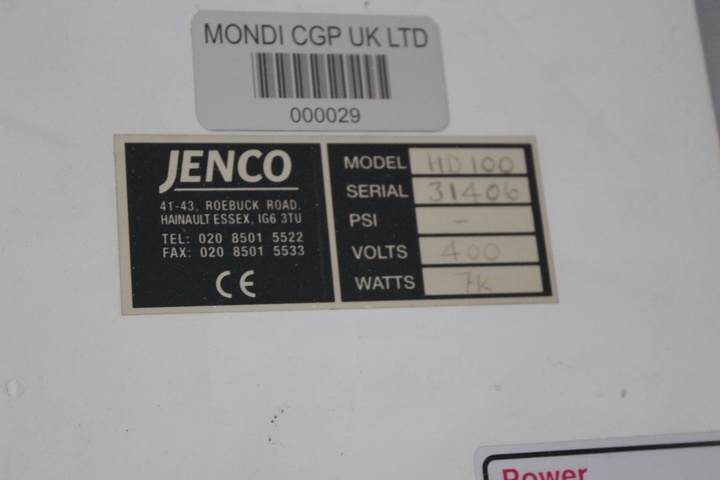 MONDI CGP UK LTD
000029
JENCO
41-43, ROEBUCK ROAD.
HAINAULT ESSEX, IG6 3TU
TEL: 020 8501 5522
FAX: 020 8501 5533
CE
MODEL HD100
SERIAL 31406
PSI -
VOLTS 400
WATTS 7K
Power